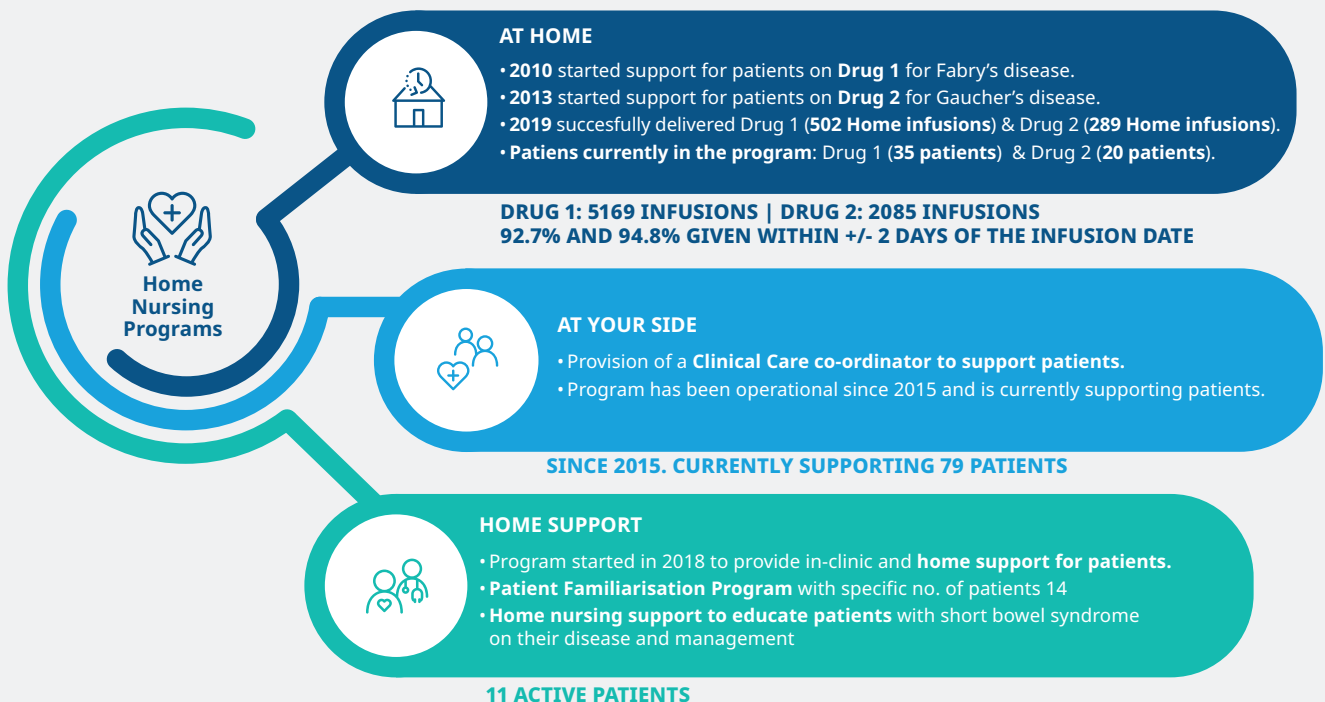 Home
Nursing
Programs
AT HOME
• 2010 started support for patients on Drug 1 for Fabry’s disease.
• 2013 started support for patients on Drug 2 for Gaucher’s disease.
• 2019 succesfully delivered Drug 1 (502 Home infusions) & Drug 2 (289 Home infusions).
• Patiens currently in the program: Drug 1 (35 patients) & Drug 2 (20 patients).
DRUG 1: 5169 INFUSIONS | DRUG 2: 2085 INFUSIONS
92.7% AND 94.8% GIVEN WITHIN +/- 2 DAYS OF THE INFUSION DATE
AT YOUR SIDE
• Provision of a Clinical Care co-ordinator to support patients.
• Program has been operational since 2015 and is currently supporting patients.
SINCE 2015. CURRENTLY SUPPORTING 79 PATIENTS
HOME SUPPORT
• Program started in 2018 to provide in-clinic and home support for patients.
• Patient Familiarisation Program with specific no. of patients 14
• Home nursing support to educate patients with short bowel syndrome
on their disease and management
11 ACTIVE PATIENTS